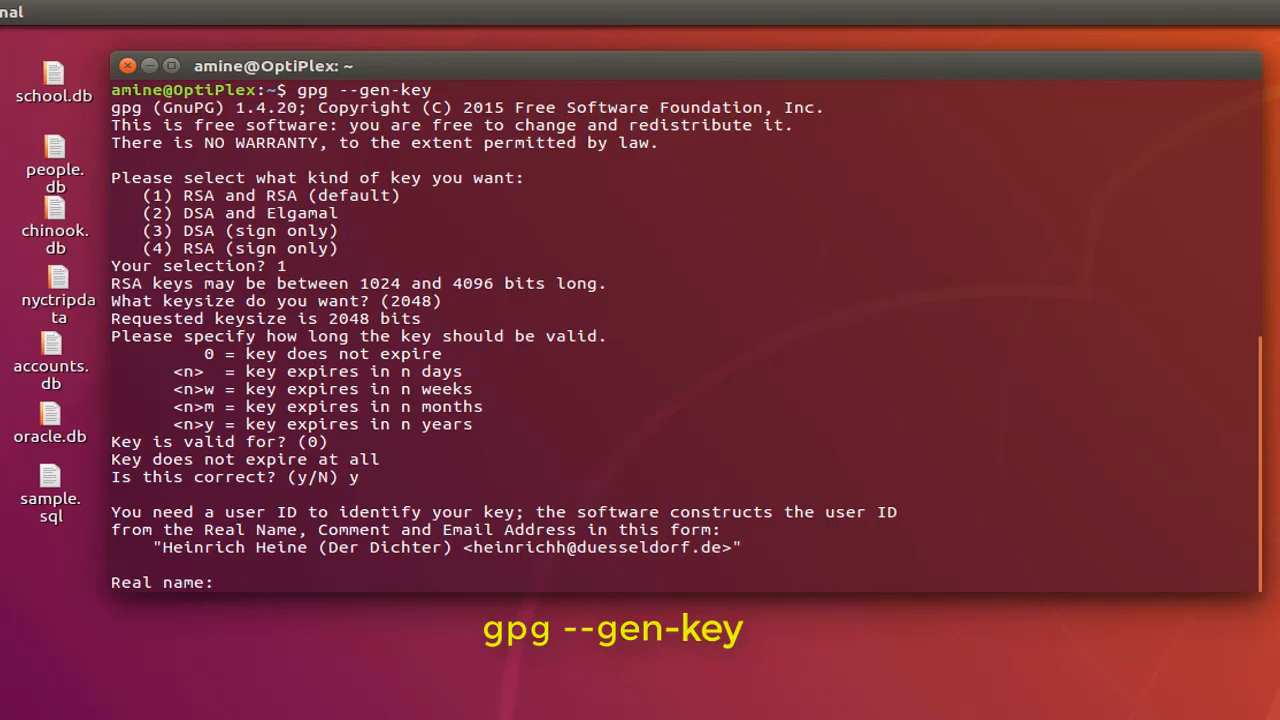 nal
amine@OptiPlex: ~
school.db
people.
db
chinook.
db
nyctripda
ta
accounts.
db
oracle.db
sample.
sql
amine@OptiPlex:~$ gpg --gen-key
gpg (GnuPG) 1.4.20; Copyright (C) 2015 Free Software Foundation, Inc.
This is free software: you are free to change and redistribute it.
There is NO WARRANTY, to the extent permitted by law.
Please select what kind of key you want:
(1) RSA and RSA (default)
(2) DSA and Elgamal
(3) DSA (sign only)
(4) RSA (sign only)
Your selection? 1
RSA keys may be between 1024 and 4096 bits long.
What keysize do you want? (2048)
Requested keysize is 2048 bits
Please specify how long the key should be valid.
0 = key does not expire
<n>  = key expires in n days
<n>w = key expires in n weeks
<n>m = key expires in n months
<n>y = key expires in n years
Key is valid for? (0)
Key does not expire at all
Is this correct? (y/N) y
You need a user ID to identify your key; the software constructs the user ID
from the Real Name, Comment and Email Address in this form:
"Heinrich Heine (Der Dichter) <heinrichh@duesseldorf.de>"
Real name:
gpg --gen-key